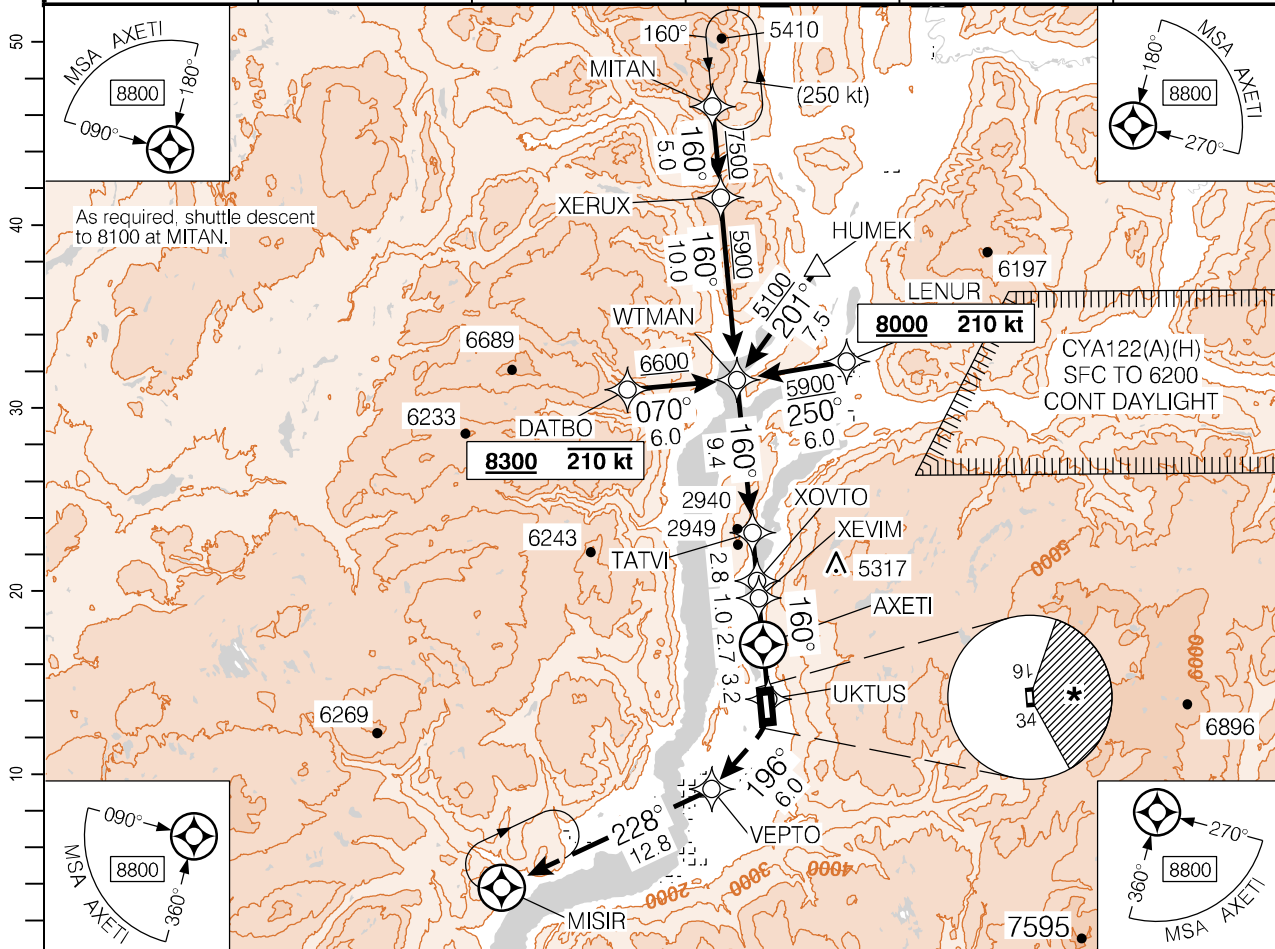 MSA AXETI
8800
180°
090°
160°
5410
MITAN
(250 kt)
MSA AXETI
180°
8800
270°
50
7500
160°
5.0
XERUX
As required, shuttle descent
to 8100 at MITAN.
40
5900
160°
10.0
HUMEK
6197
5100
201°
7.5
LENUR
8000 210 kt
WTMAN
CYA122(A)(H)
SFC TO 6200
CONT DAYLIGHT
6689
6600
070°
6.0
5900
250°
6.0
30
6233
DATBO
8300 210 kt
160°
9.4
2940
2949
XOVTO
XEVIM
6243
TATVI
5317
5000
20
2.8
1.0
2.7
3.2
160°
AXETI
6000
UKTUS
16
34
*
6896
6269
10
196°
6.0
VEPTO
228°
12.8
MISIR
2000
3000
4000
7595
090°
8800
360°
MSA AXETI
270°
8800
360°
MSA AXETI